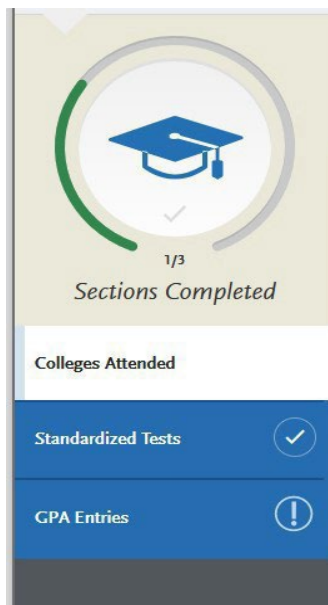 1/3
Sections Completed
Colleges Attended
Standardized Tests
GPA Entries